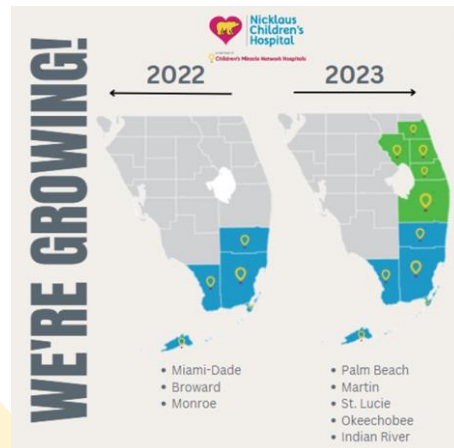 WE'RE GROWING!
Nicklaus
Children's
Hospital
Children's Miracle Network Hospitals
2022
2023
• Miami-Dade
• Broward
• Monroe
• Palm Beach
• Martin
• St. Lucie
• Okeechobee
• Indian River